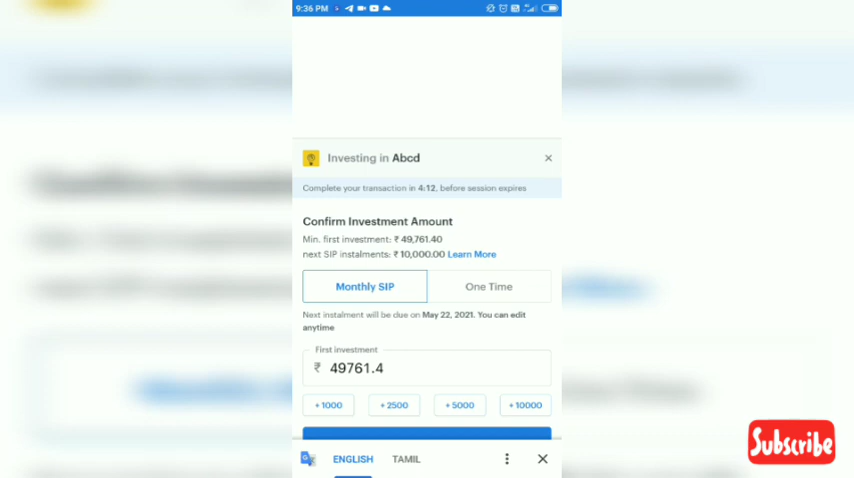 9:36 PM
Investing in Abcd
Complete your transaction in 4:12, before session expires
Confirm Investment Amount
Min. first investment: ₹ 49,761.40
next SIP instalments: ₹ 10,000.00 Learn More
Monthly SIP
One Time
Next instalment will be due on May 22, 2021. You can edit
anytime
First investment
₹ 49761.4
+ 1000
+ 2500
+ 5000
+ 10000
ENGLISH
TAMIL
Subscribe